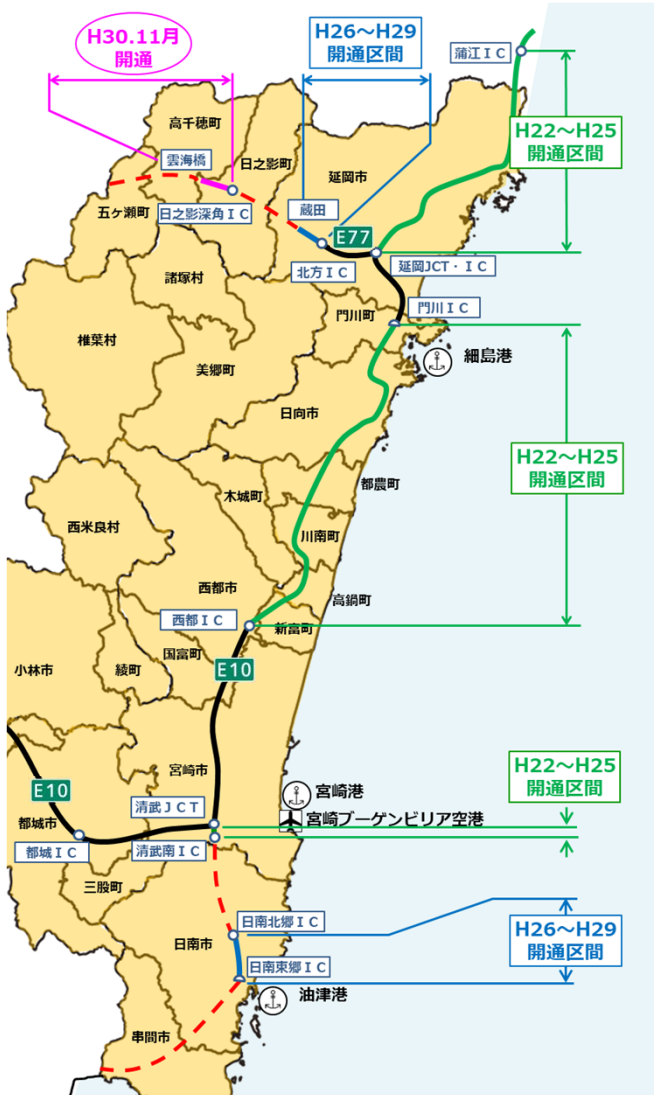 H30.11月
開通
H26～H29
開通区間
蒲江ＩＣ
高千穂町
H22～H25
開通区間
雲海橋
日之影町
延岡市
五ヶ瀬町
日之影深角ＩＣ
蔵田
E77
北方ＩＣ
延岡JCT・ＩＣ
諸塚村
門川町
門川ＩＣ
椎葉村
美郷町
細島港
日向市
H22～H25
開通区間
木城町
都農町
西米良村
川南町
西都市
高鍋町
西都ＩＣ
新富町
国富町
小林市
綾町
E10
宮崎市
H22～H25
開通区間
E10
宮崎港
清武ＪＣＴ
都城市
宮崎ブーゲンビリア空港
都城ＩＣ
清武南ＩＣ
三股町
日南北郷ＩＣ
H26～H29
開通区間
日南市
日南東郷ＩＣ
油津港
串間市